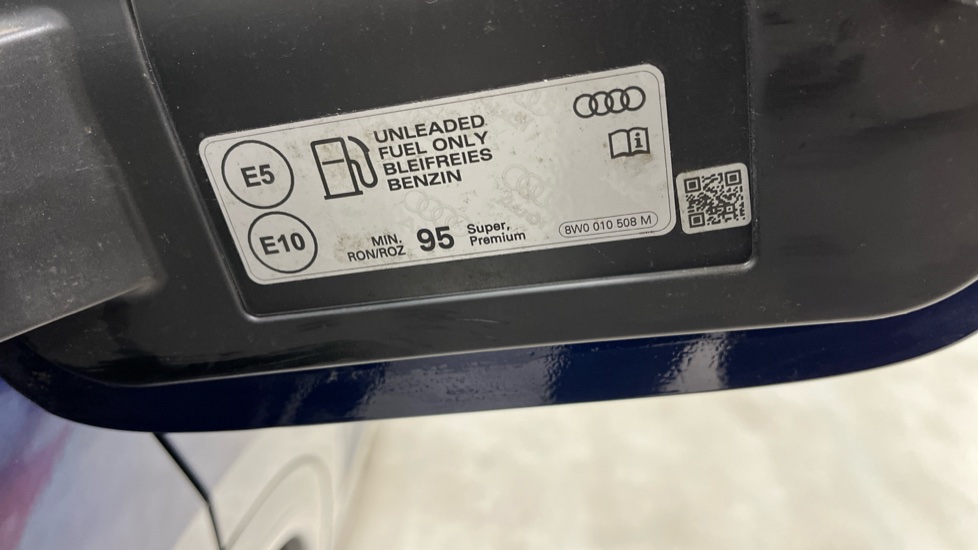 E5
UNLEADED
FUEL ONLY
BLEIFREIES
BENZIN
E10
MIN.
RON/ROZ
95
Super,
Premium
8W0 010 508 M